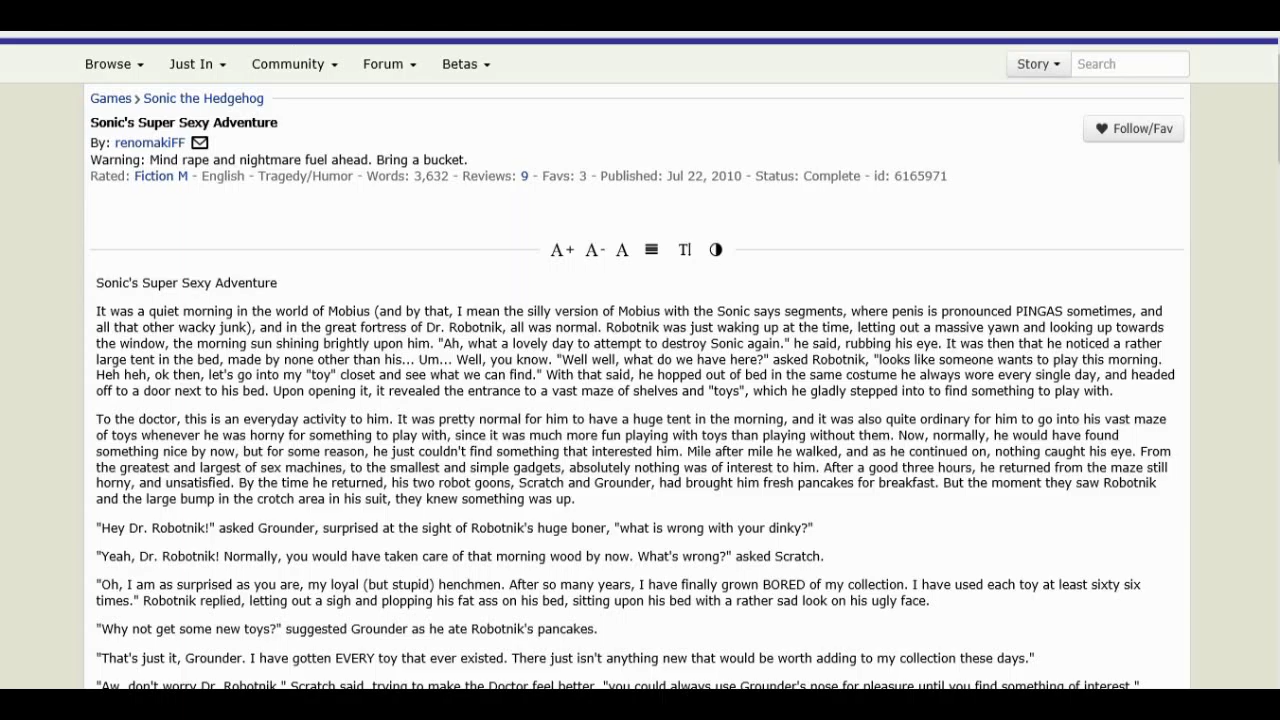 Browse Just In Community Forum Betas Story Search
Games Sonic the Hedgehog
Sonic's Super Sexy Adventure
Follow/Fav
By: renomakiFF
Warning: Mind rape and nightmare fuel ahead. Bring a bucket.
Rated: Fiction M - English - Tragedy/Humor - Words: 3,632 - Reviews: 9 - Favs: 3 - Published: Jul 22, 2010 - Status: Complete - id: 6165971
A+ A- A TI
Sonic's Super Sexy Adventure
It was a quiet morning in the world of Mobius (and by that, I mean the silly version of Mobius with the Sonic says segments, where penis is pronounced PINGAS sometimes, and
all that other wacky junk), and in the great fortress of Dr. Robotnik, all was normal. Robotnik was just waking up at the time, letting out a massive yawn and looking up towards
the window, the morning sun shining brightly upon him. "Ah, what a lovely day to attempt to destroy Sonic again." he said, rubbing his eye. It was then that he noticed a rather
large tent in the bed, made by none other than his... Um... Well, you know. "Well well, what do we have here?" asked Robotnik, "looks like someone wants to play this morning.
Heh heh, ok then, let's go into my "toy" closet and see what we can find." With that said, he hopped out of bed in the same costume he always wore every single day, and headed
off to a door next to his bed. Upon opening it, it revealed the entrance to a vast maze of shelves and "toys", which he gladly stepped into to find something to play with.
To the doctor, this is an everyday activity to him. It was pretty normal for him to have a huge tent in the morning, and it was also quite ordinary for him to go into his vast maze
of toys whenever he was horny for something to play with, since it was much more fun playing with toys than playing without them. Now, normally, he would have found
something nice by now, but for some reason, he just couldn't find something that interested him. Mile after mile he walked, and as he continued on, nothing caught his eye. From
the greatest and largest of sex machines, to the smallest and simple gadgets, absolutely nothing was of interest to him. After a good three hours, he returned from the maze still
horny, and unsatisfied. By the time he returned, his two robot goons, Scratch and Grounder, had brought him fresh pancakes for breakfast. But the moment they saw Robotnik
and the large bump in the crotch area in his suit, they knew something was up.
"Hey Dr. Robotnik!" asked Grounder, surprised at the sight of Robotnik's huge boner, "what is wrong with your dinky?"
"Yeah, Dr. Robotnik! Normally, you would have taken care of that morning wood by now. What's wrong?" asked Scratch.
"Oh, I am as surprised as you are, my loyal (but stupid) henchmen. After so many years, I have finally grown BORED of my collection. I have used each toy at least sixty six
times." Robotnik replied, letting out a sigh and plopping his fat ass on his bed, sitting upon his bed with a rather sad look on his ugly face.
"Why not get some new toys?" suggested Grounder as he ate Robotnik's pancakes.
"That's just it, Grounder. I have gotten EVERY toy that ever existed. There just isn't anything new that would be worth adding to my collection these days."
"Aw, don't worry Dr. Robotnik." Scratch said, trying to make the Doctor feel better, "you could always use Grounder's nose for pleasure until you find something of interest."